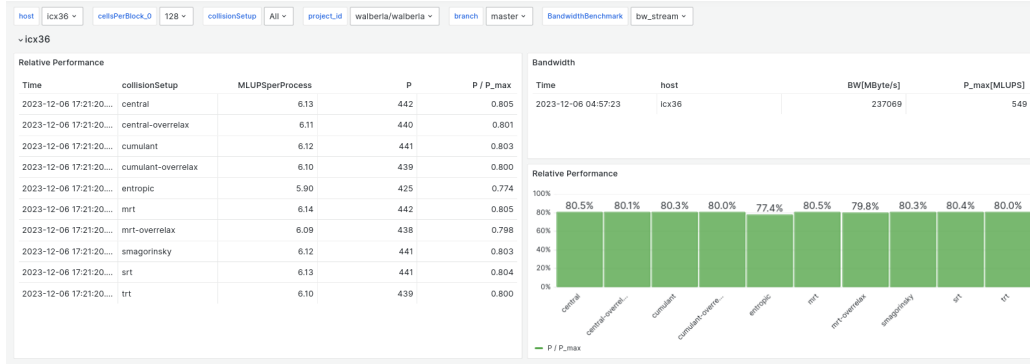 host icx36 cellsPerBlock_0 128 collisionSetup All project_id walberla/walberla branch master BandwidthBenchmark bw_stream
icx36
Relative Performance
Time collisionSetup MLUPSperProcess P P / P_max
2023-12-06 17:21:20.... central 6.13 442 0.805
2023-12-06 17:21:20.... central-overrelax 6.11 440 0.801
2023-12-06 17:21:20.... cumulant 6.12 441 0.803
2023-12-06 17:21:20.... cumulant-overrelax 6.10 439 0.800
2023-12-06 17:21:20.... entropic 5.90 425 0.774
2023-12-06 17:21:20.... mrt 6.14 442 0.805
2023-12-06 17:21:20.... mrt-overrelax 6.09 438 0.798
2023-12-06 17:21:20.... smagorinsky 6.12 441 0.803
2023-12-06 17:21:20.... srt 6.13 441 0.804
2023-12-06 17:21:20.... trt 6.10 439 0.800
Bandwidth
Time host BW[MByte/s] P_max[MLUPS]
2023-12-06 04:57:23 icx36 237069 549
Relative Performance
100%
80%
60%
40%
20%
0%
80.5% 80.1% 80.3% 80.0% 77.4% 80.5% 79.8% 80.3% 80.4% 80.0%
central central-overrel... cumulant cumulant-overre... entropic mrt mrt-overrelax smagorinsky srt trt
P / P_max